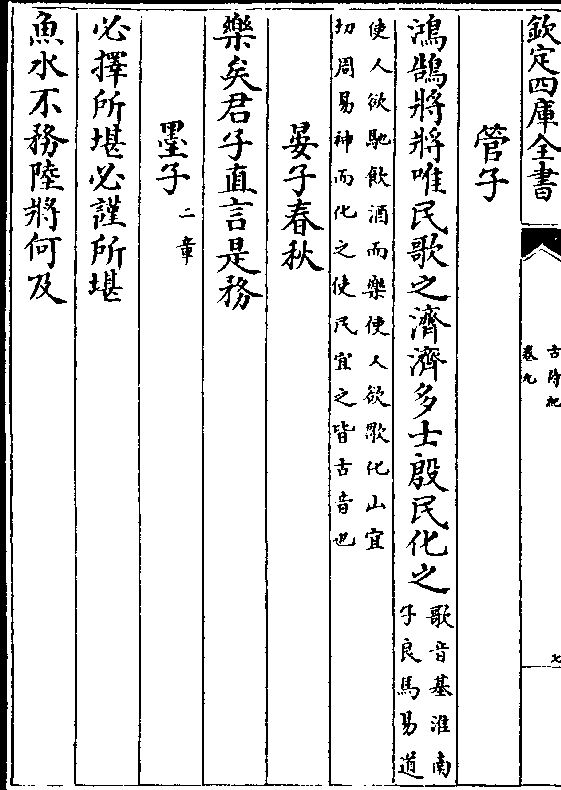 欽定四庫全書
古詩紀
卷九
七
管子
鴻鵠將將唯民歌之濟濟多士殷民化之
歌音基淮南
子良馬易道
使人欲馳飲酒而樂使人欲歌化山宜
切周易神而化之使民宜之皆古音也
晏子春秋
樂矣君子直言是務
墨子 二章
必擇所堪必謹所堪
魚水不務陸將何及